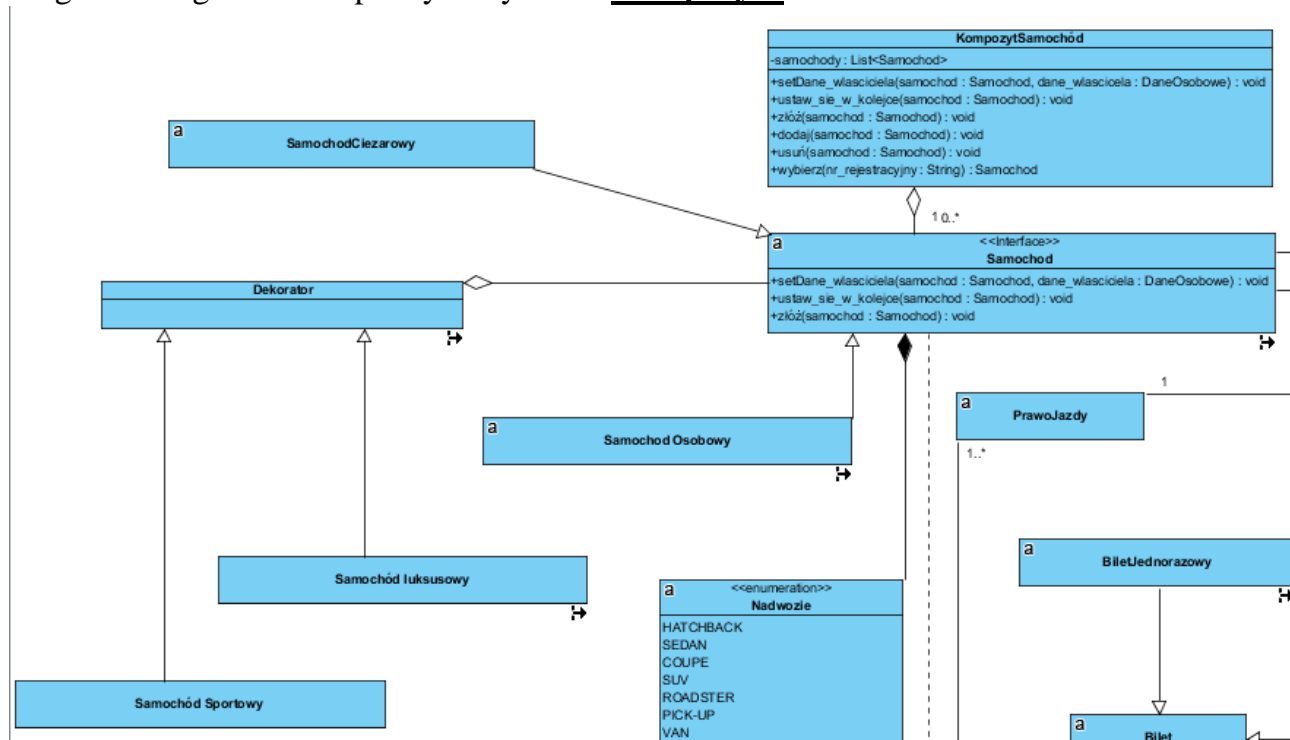 KompozytSamochód
-samochody : List<Samochod>
+setDane_wlasciciela(samochod : Samochod, dane_wlascicela : DaneOsobowe) : void
+ustaw_sie_w_kolejce(samochod : Samochod) : void
+złóż(samochod : Samochod) : void
+dodaj(samochod : Samochod) : void
+usuń(samochod : Samochod) : void
+wybierz(nr_rejestracyjny : String) : Samochod
a
SamochodCiezarowy
1 0..*
a
<<Interface>>
Samochod
+setDane_wlasciciela(samochod : Samochod, dane_wlasciciela : DaneOsobowe) : void
+ustaw_sie_w_kolejce(samochod : Samochod) : void
+złóż(samochod : Samochod) : void
Dekorator
a
Samochod Osobowy
1
a
PrawoJazdy
1..*
a
BiletJednorazowy
Samochód luksusowy
a
<<enumeration>>
Nadwozie
HATCHBACK
SEDAN
COUPE
SUV
ROADSTER
PICK-UP
VAN
Samochód Sportowy
a
Bilet